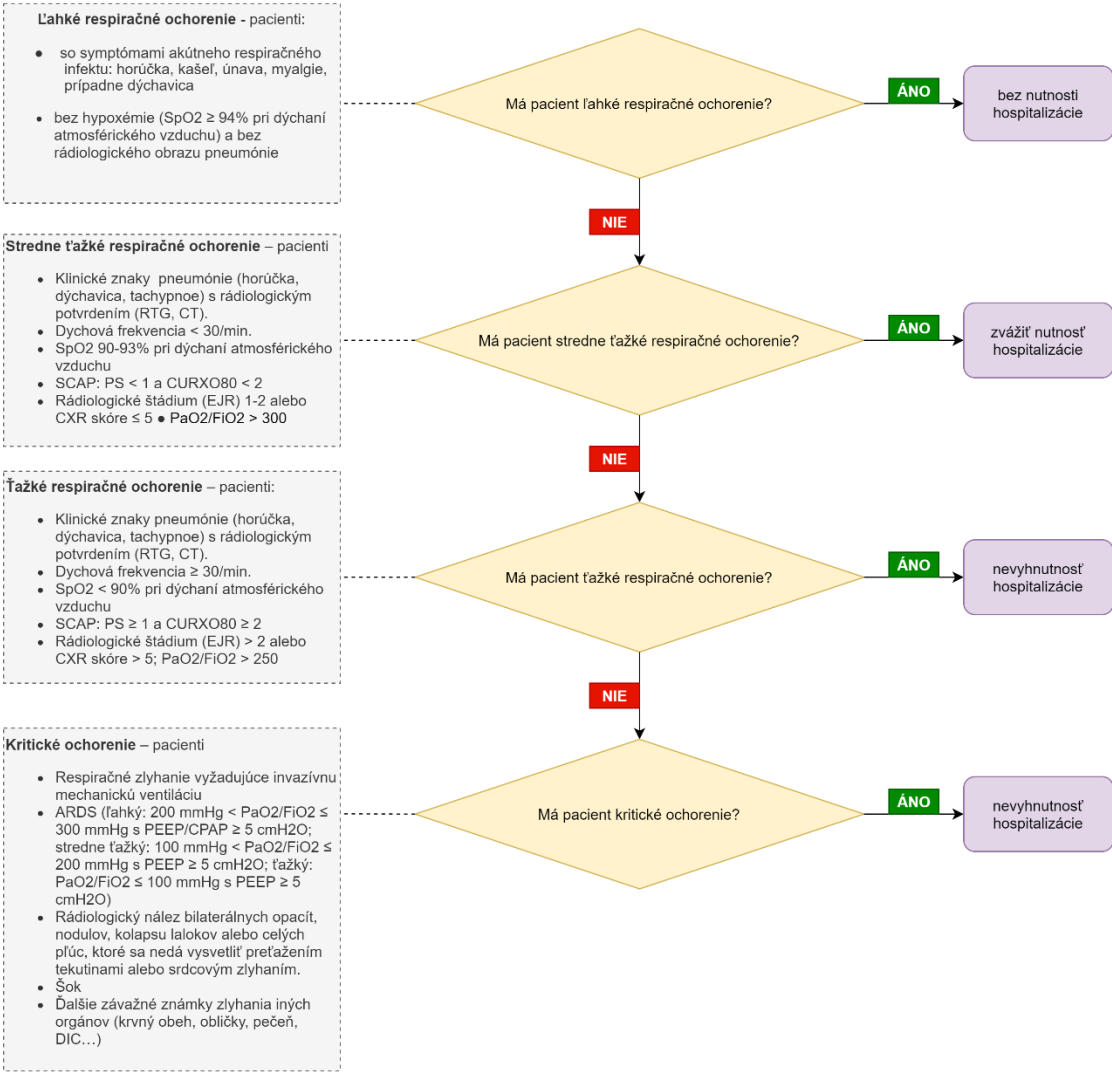 Ľahké respiračné ochorenie - pacienti:
● so symptómami akútneho respiračného
infektu: horúčka, kašeľ, únava, myalgie,
prípadne dýchavica
● bez hypoxémie (SpO2 ≥ 94% pri dýchaní
atmosférického vzduchu) a bez
rádiologického obrazu pneumónie
Má pacient ľahké respiračné ochorenie?
ÁNO
bez nutnosti
hospitalizácie
NIE
Stredne ťažké respiračné ochorenie – pacienti
● Klinické znaky pneumónie (horúčka,
dýchavica, tachypnoe) s rádiologickým
potvrdením (RTG, CT).
● Dychová frekvencia < 30/min.
● SpO2 90-93% pri dýchaní atmosférického
vzduchu
● SCAP: PS < 1 a CURXO80 < 2
● Rádiologické štádium (EJR) 1-2 alebo
CXR skóre ≤ 5 ● PaO2/FiO2 > 300
Má pacient stredne ťažké respiračné ochorenie?
ÁNO
zvážiť nutnosť
hospitalizácie
NIE
Ťažké respiračné ochorenie – pacienti:
● Klinické znaky pneumónie (horúčka,
dýchavica, tachypnoe) s rádiologickým
potvrdením (RTG, CT).
● Dychová frekvencia ≥ 30/min.
● SpO2 < 90% pri dýchaní atmosférického
vzduchu
● SCAP: PS ≥ 1 a CURXO80 ≥ 2
● Rádiologické štádium (EJR) > 2 alebo
CXR skóre > 5; PaO2/FiO2 > 250
Má pacient ťažké respiračné ochorenie?
ÁNO
nevyhnutnosť
hospitalizácie
NIE
Kritické ochorenie – pacienti
● Respiračné zlyhanie vyžadujúce invazívnu
mechanickú ventiláciu
● ARDS (ľahký: 200 mmHg < PaO2/FiO2 ≤
300 mmHg s PEEP/CPAP ≥ 5 cmH2O;
stredne ťažký: 100 mmHg < PaO2/FiO2 ≤
200 mmHg s PEEP ≥ 5 cmH2O; ťažký:
PaO2/FiO2 ≤ 100 mmHg s PEEP ≥ 5
cmH2O)
● Rádiologický nález bilaterálnych opacít,
nodulov, kolapsu lalokov alebo celých
pľúc, ktoré sa nedá vysvetliť preťažením
tekutinami alebo srdcovým zlyhaním.
● Šok
● Ďalšie závažné známky zlyhania iných
orgánov (krvný obeh, obličky, pečeň,
DIC…)
Má pacient kritické ochorenie?
ÁNO
nevyhnutnosť
hospitalizácie